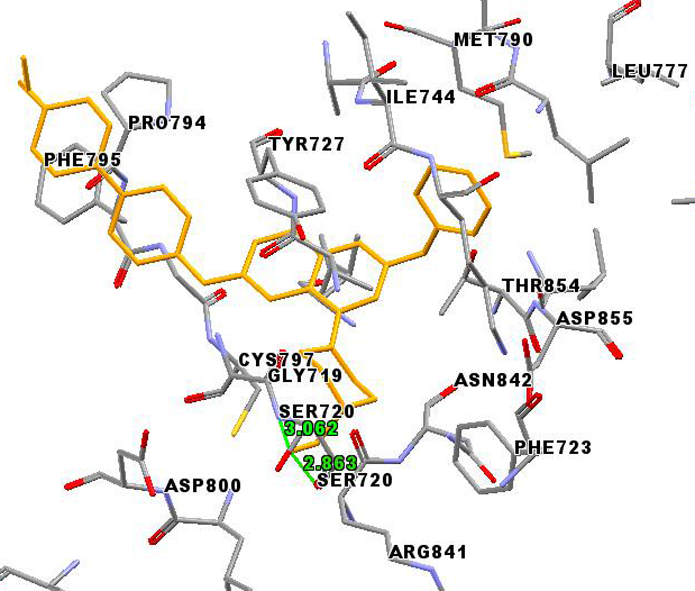 MET790
LEU777
ILE744
PRO794
TYR727
PHE795
THR854
ASP855
CYS797
GLY719
ASN842
SER720
3.062
PHE723
2.863
SER720
ASP800
ARG841